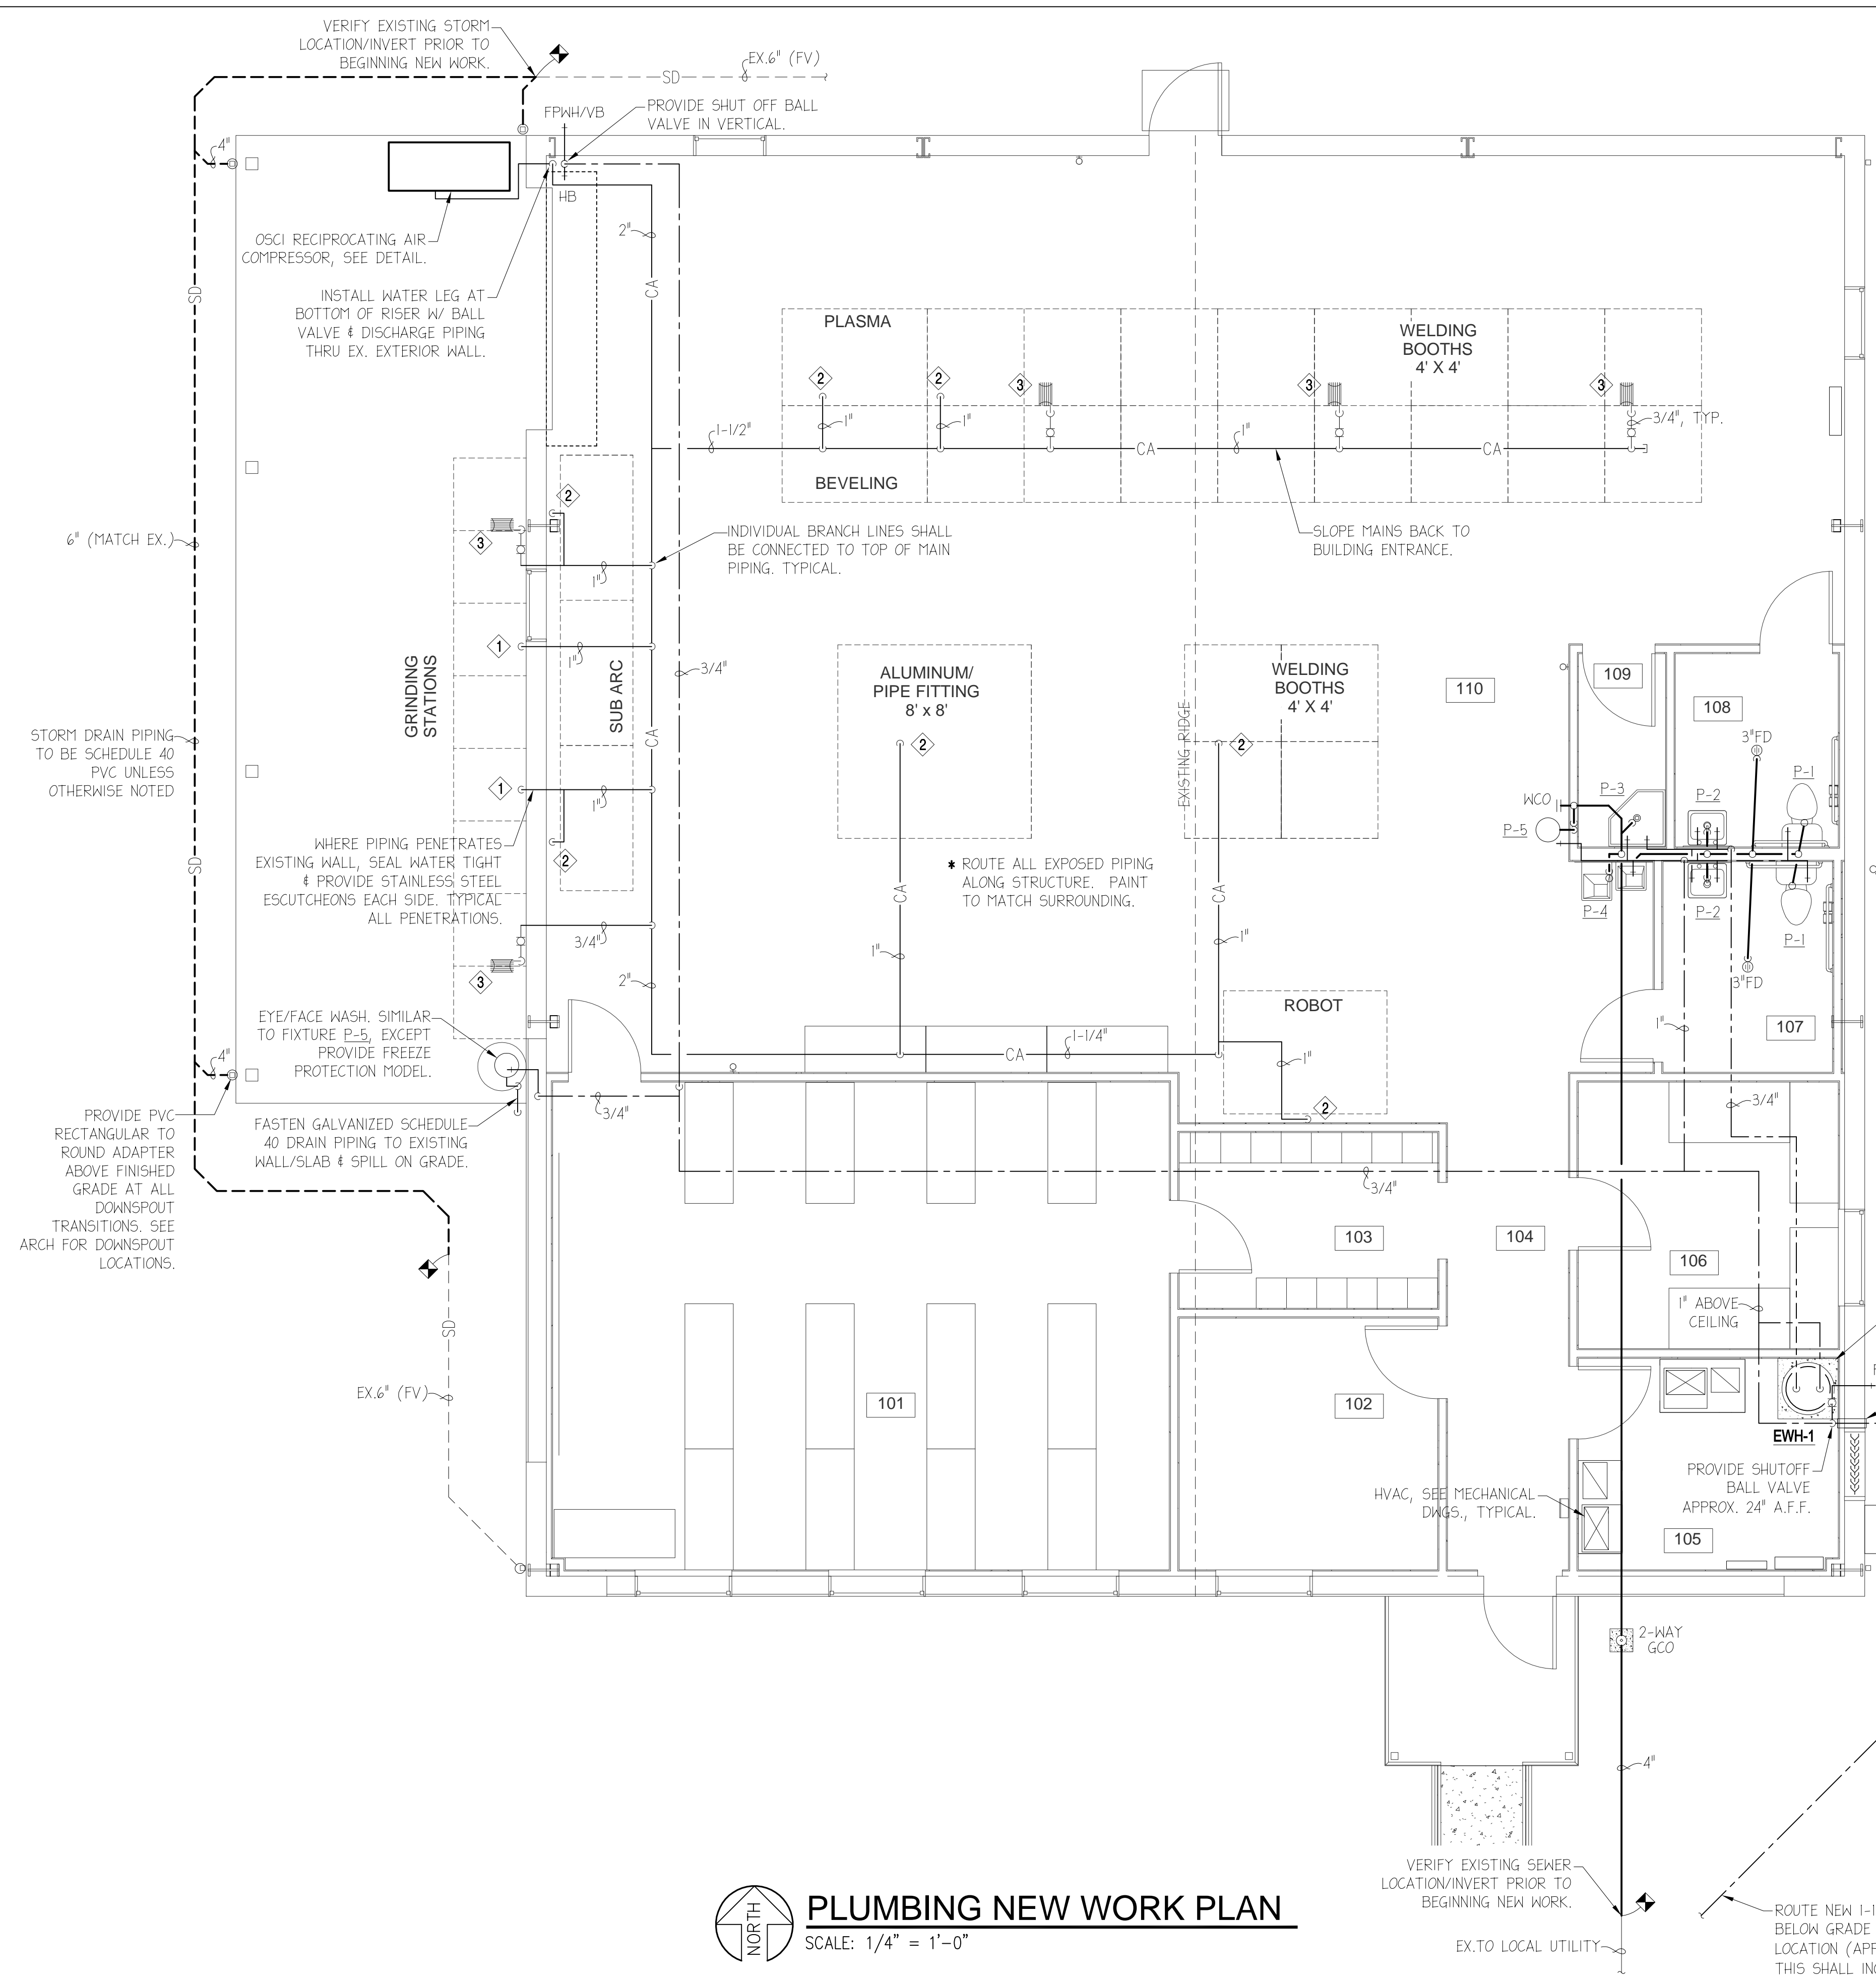 VERIFY EXISTING STORM
LOCATION/INVERT PRIOR TO
BEGINNING NEW WORK.
SD
EX.6" (FV)
FPWH/VB
PROVIDE SHUT OFF BALL
VALVE IN VERTICAL.
4"
HB
OSCI RECIPROCATING AIR
COMPRESSOR, SEE DETAIL.
2"
INSTALL WATER LEG AT
BOTTOM OF RISER W/ BALL
VALVE & DISCHARGE PIPING
THRU EX. EXTERIOR WALL.
SD
CA
PLASMA
WELDING
BOOTHS
4' X 4'
2
2
3
3
3
1-1/2"
1"
1"
CA
1"
CA
3/4", TYP.
BEVELING
2
3
1"
INDIVIDUAL BRANCH LINES SHALL
BE CONNECTED TO TOP OF MAIN
PIPING. TYPICAL.
SLOPE MAINS BACK TO
BUILDING ENTRANCE.
6" (MATCH EX.)
1
1"
GRINDING
STATIONS
SUB ARC
3/4"
CA
ALUMINUM/
PIPE FITTING
8' x 8'
2
WELDING
BOOTHS
4' X 4'
2
EXISTING RIDGE
110
109
108
3"FD
P-1
P-2
P-3
WCO
P-5
STORM DRAIN PIPING
TO BE SCHEDULE 40
PVC UNLESS
OTHERWISE NOTED
1
1"
2
WHERE PIPING PENETRATES
EXISTING WALL, SEAL WATER TIGHT
& PROVIDE STAINLESS STEEL
ESCUTCHEONS EACH SIDE. TYPICAL
ALL PENETRATIONS.
SD
* ROUTE ALL EXPOSED PIPING
ALONG STRUCTURE. PAINT
TO MATCH SURROUNDING.
CA
CA
P-4
P-2
P-1
3"FD
3/4"
3
2"
1"
1"
ROBOT
1"
107
EYE/FACE WASH. SIMILAR
TO FIXTURE P-5, EXCEPT
PROVIDE FREEZE
PROTECTION MODEL.
4"
CA
1-1/4"
1"
2
3/4"
3/4"
PROVIDE PVC
RECTANGULAR TO
ROUND ADAPTER
ABOVE FINISHED
GRADE AT ALL
DOWNSPOUT
TRANSITIONS. SEE
ARCH FOR DOWNSPOUT
LOCATIONS.
FASTEN GALVANIZED SCHEDULE
40 DRAIN PIPING TO EXISTING
WALL/SLAB & SPILL ON GRADE.
3/4"
103
104
106
1" ABOVE
CEILING
SD
EX.6" (FV)
101
102
EWH-1
PROVIDE SHUTOFF
BALL VALVE
APPROX. 24" A.F.F.
HVAC, SEE MECHANICAL
DWGS., TYPICAL.
105
2-WAY
GCO
4"
VERIFY EXISTING SEWER
LOCATION/INVERT PRIOR TO
BEGINNING NEW WORK.
EX.TO LOCAL UTILITY
ROUTE NEW 1-1
BELOW GRADE
LOCATION
THIS SHALL
NORTH
PLUMBING NEW WORK PLAN
SCALE: 1/4" = 1'-0"